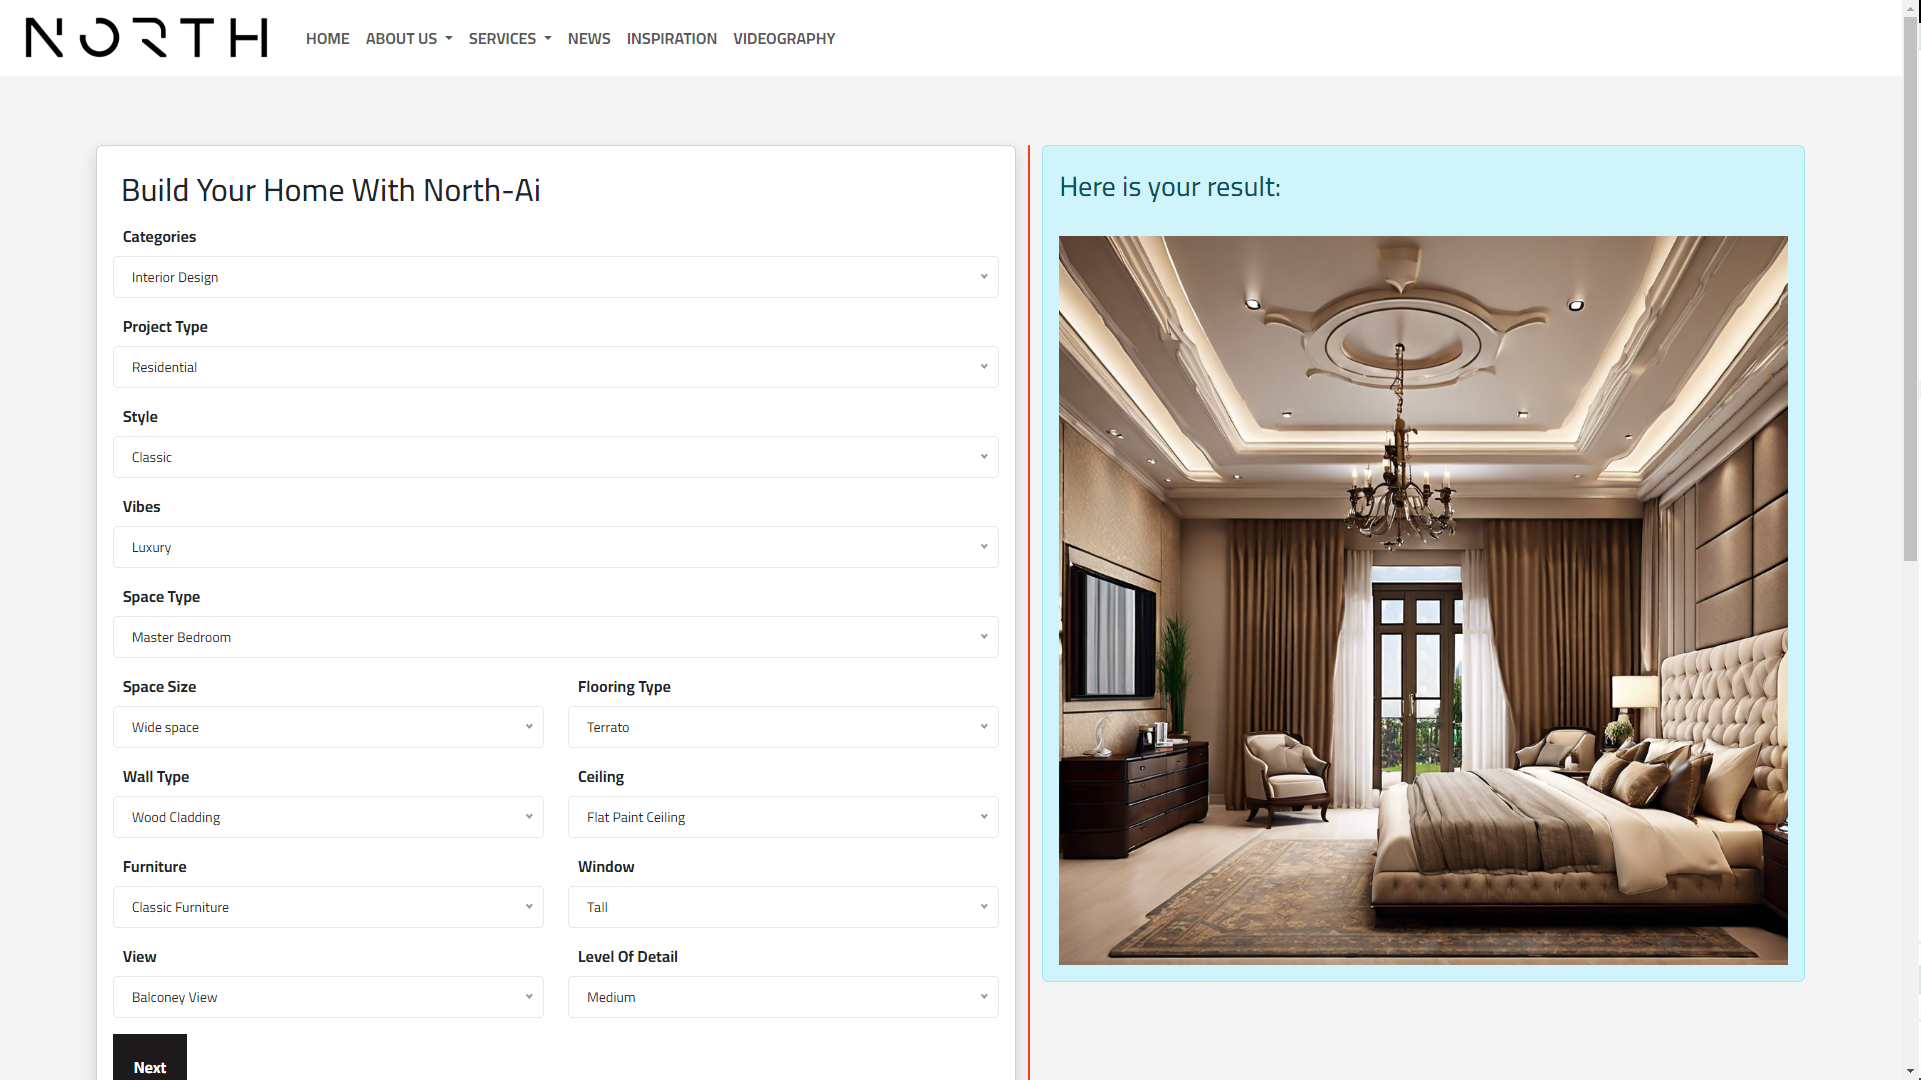 NORTH
HOME ABOUT US SERVICES NEWS INSPIRATION VIDEOGRAPHY
Build Your Home With North-Ai
Categories
Interior Design
Project Type
Residential
Style
Classic
Vibes
Luxury
Space Type
Master Bedroom
Space Size
Wide space
Flooring Type
Terrato
Wall Type
Wood Cladding
Ceiling
Flat Paint Ceiling
Furniture
Classic Furniture
Window
Tall
View
Balconey View
Level Of Detail
Medium
Next
Here is your result: